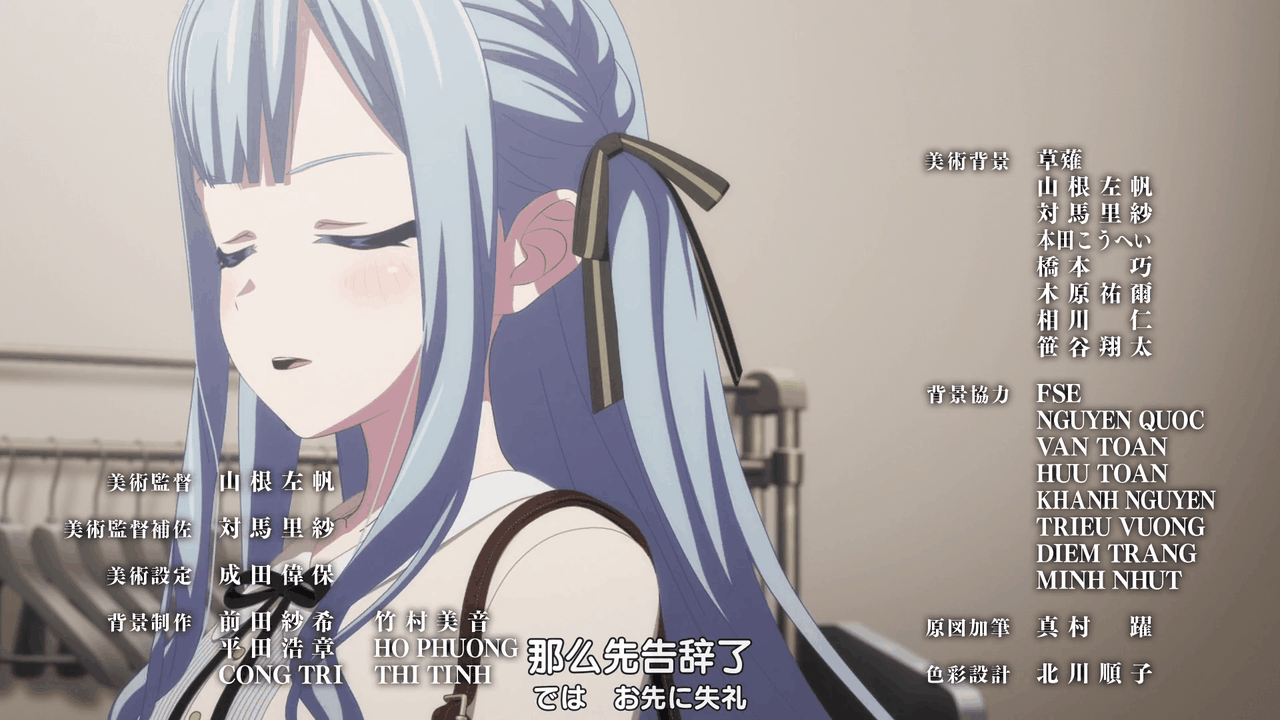 美術監督 山根左帆
美術監督補佐 対馬里紗
美術設定 成田偉保
背景制作 前田紗希 竹村美音
平田浩章 HO PHUONG
CONG TRI THI TINH
美術背景 草薙
山根左帆
対馬里紗
本田こうへい
橋本 巧
木原祐爾
相川 仁
笹谷翔太
背景協力 FSE
NGUYEN QUOC
VAN TOAN
HUU TOAN
KHANH NGUYEN
TRIEU VUONG
DIEM TRANG
MINH NHUT
原図加筆 真村 躍
色彩設計 北川順子
那么先告辞了
では お先に失礼